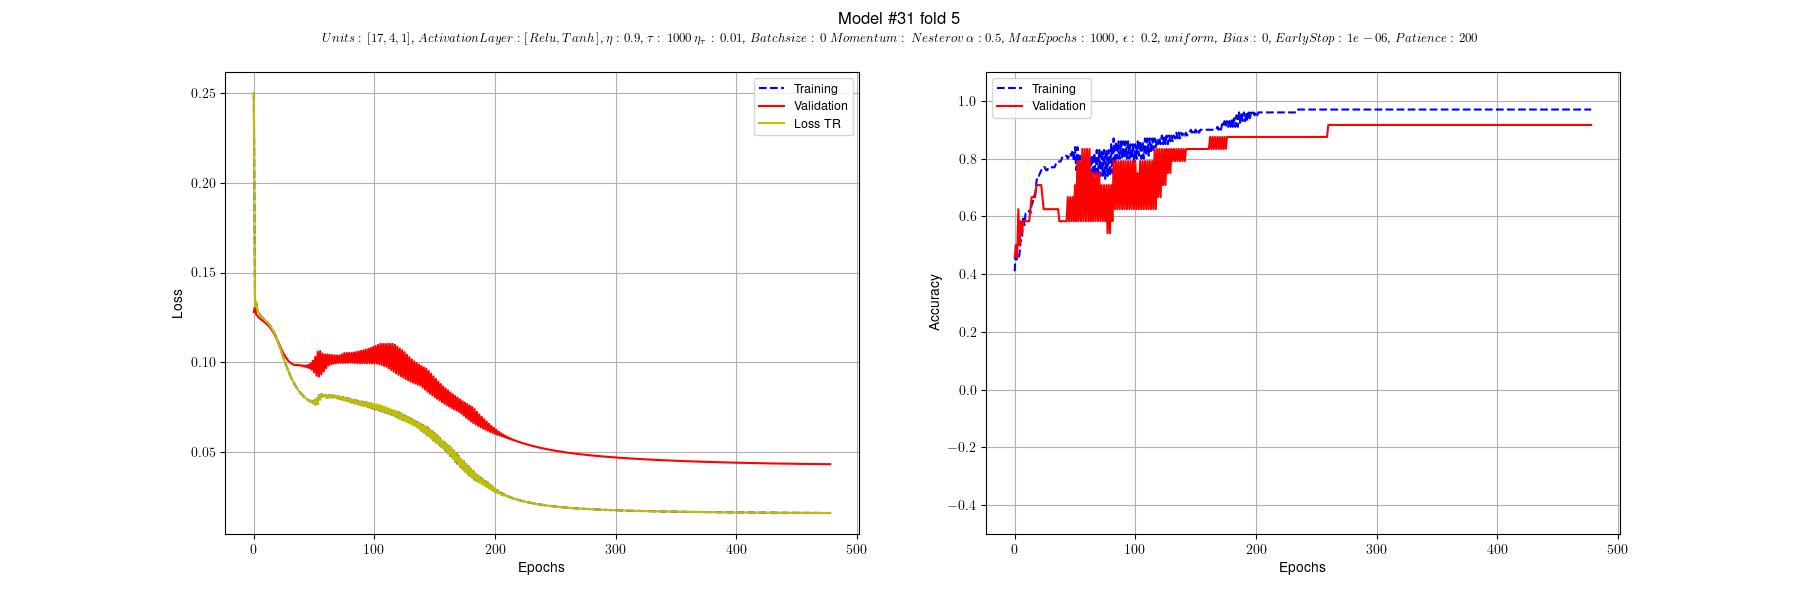 Model #31 fold 5
Units : [17, 4, 1], ActivationLayer : [Relu, Tanh], η : 0.9, τ : 1000 ητ : 0.01, Batchsize : 0 Momentum : Nesterov α : 0.5, MaxEpochs : 1000, ϵ : 0.2, uniform, Bias : 0, EarlyStop : 1e − 06, Patience : 200
Training
Validation
Loss TR
0.25
0.20
0.15
0.10
0.05
Loss
0 100 200 300 400 500
Epochs
Training
Validation
1.0
0.8
0.6
0.4
0.2
0.0
−0.2
−0.4
Accuracy
0 100 200 300 400 500
Epochs